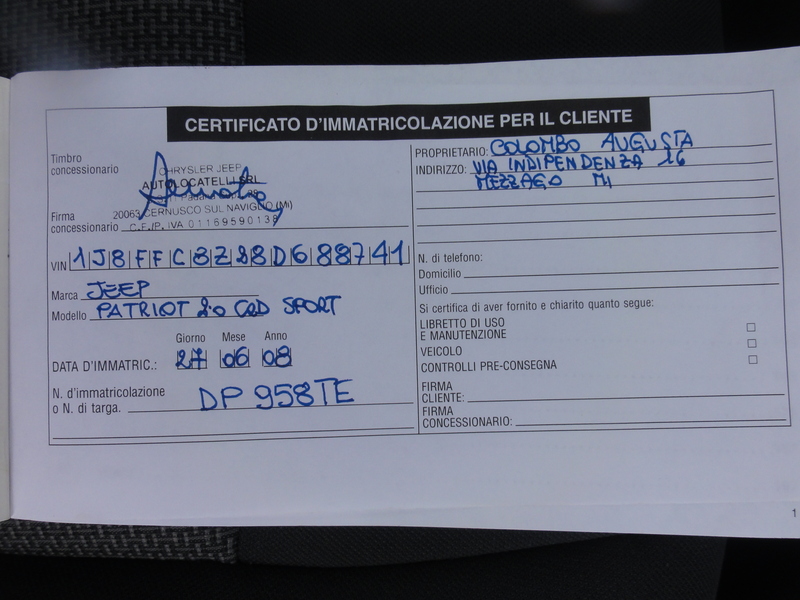 CERTIFICATO D'IMMATRICOLAZIONE PER IL CLIENTE
Timbro
concessionario
CHRYSLER JEEP
AUTOLOCATELLI SRL
20063 CERNUSCO SUL NAVIGLIO (MI)
Firma
concessionario C.F./P. IVA 01169590138
VIN 1J8FFC8Z28D688741
Marca JEEP
Modello PATRIOT 2.0 CRD SPORT
Giorno Mese Anno
DATA D'IMMATRIC.: 27 06 08
N. d'immatricolazione
o N. di targa. DP 958TE
PROPRIETARIO: COLOMBO AUGUSTA
INDIRIZZO: VIA INDIPENDENZA 26
MEZZAGO MI
N. di telefono:
Domicilio
Ufficio
Si certifica di aver fornito e chiarito quanto segue:
LIBRETTO DI USO
E MANUTENZIONE
VEICOLO
CONTROLLI PRE-CONSEGNA
FIRMA
CLIENTE:
FIRMA
CONCESSIONARIO:
1